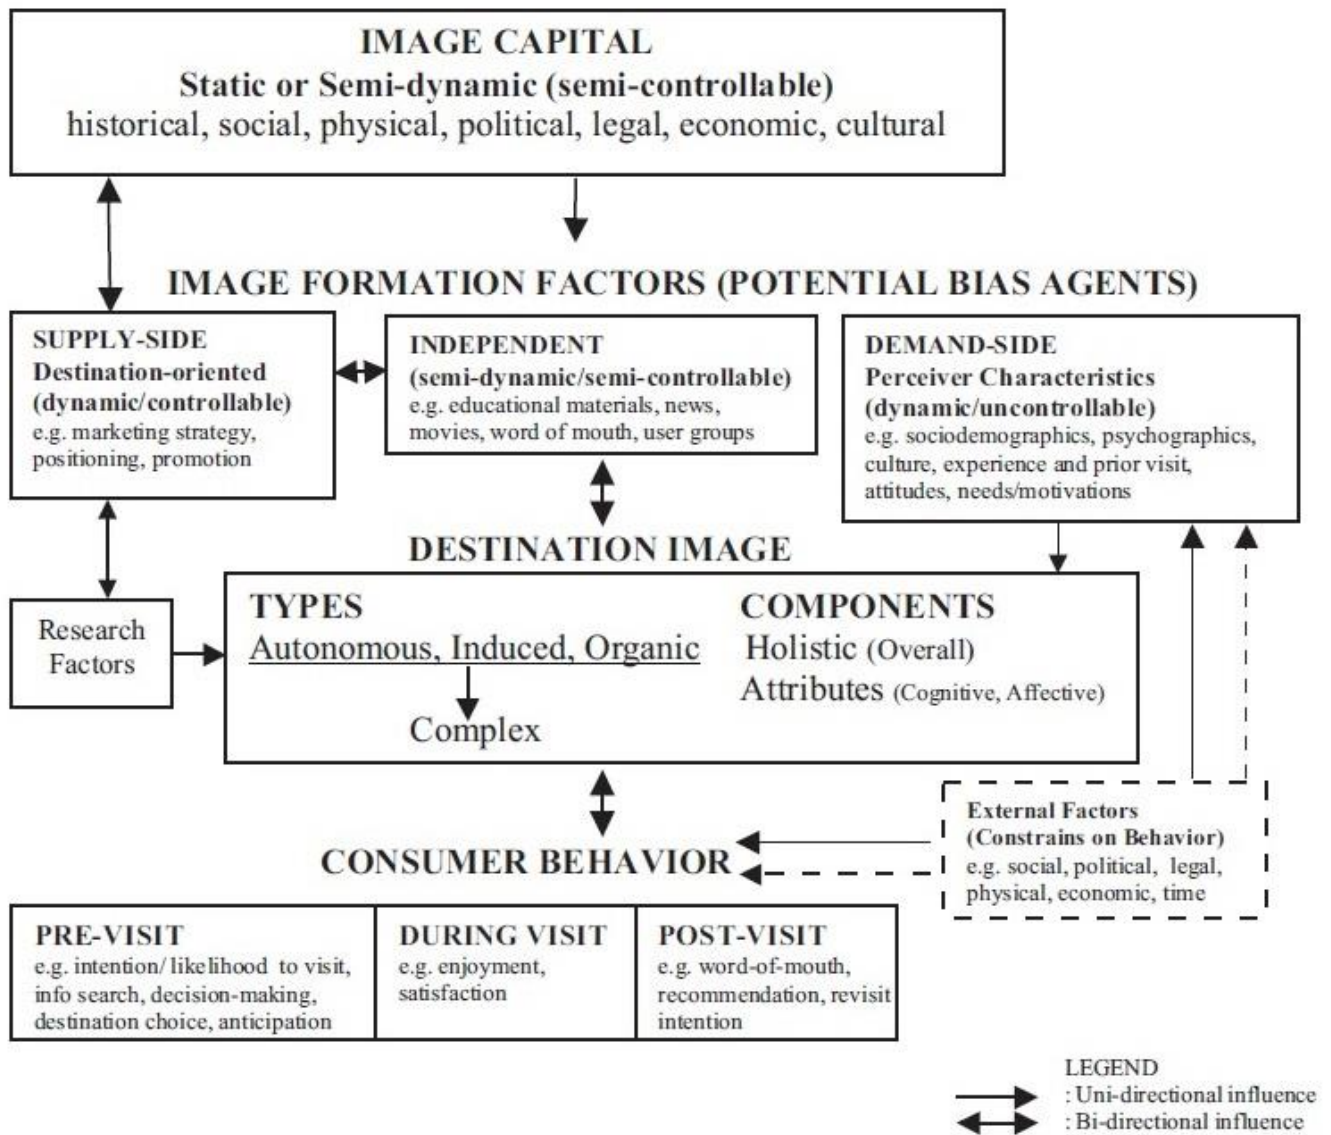 IMAGE CAPITAL
Static or Semi-dynamic (semi-controllable)
historical, social, physical, political, legal, economic, cultural
IMAGE FORMATION FACTORS (POTENTIAL BIAS AGENTS)
SUPPLY-SIDE
Destination-oriented
(dynamic/controllable)
e.g. marketing strategy,
positioning, promotion
INDEPENDENT
(semi-dynamic/semi-controllable)
e.g. educational materials, news,
movies, word of mouth, user groups
DEMAND-SIDE
Perceiver Characteristics
(dynamic/uncontrollable)
e.g. sociodemographics, psychographics,
culture, experience and prior visit,
attitudes, needs/motivations
DESTINATION IMAGE
Research
Factors
TYPES
Autonomous, Induced, Organic
Complex
COMPONENTS
Holistic (Overall)
Attributes (Cognitive, Affective)
External Factors
(Constrains on Behavior)
e.g. social, political, legal,
physical, economic, time
CONSUMER BEHAVIOR
PRE-VISIT
e.g. intention/ likelihood to visit,
info search, decision-making,
destination choice, anticipation
DURING VISIT
e.g. enjoyment,
satisfaction
POST-VISIT
e.g. word-of-mouth,
recommendation, revisit
intention
LEGEND
: Uni-directional influence
: Bi-directional influence